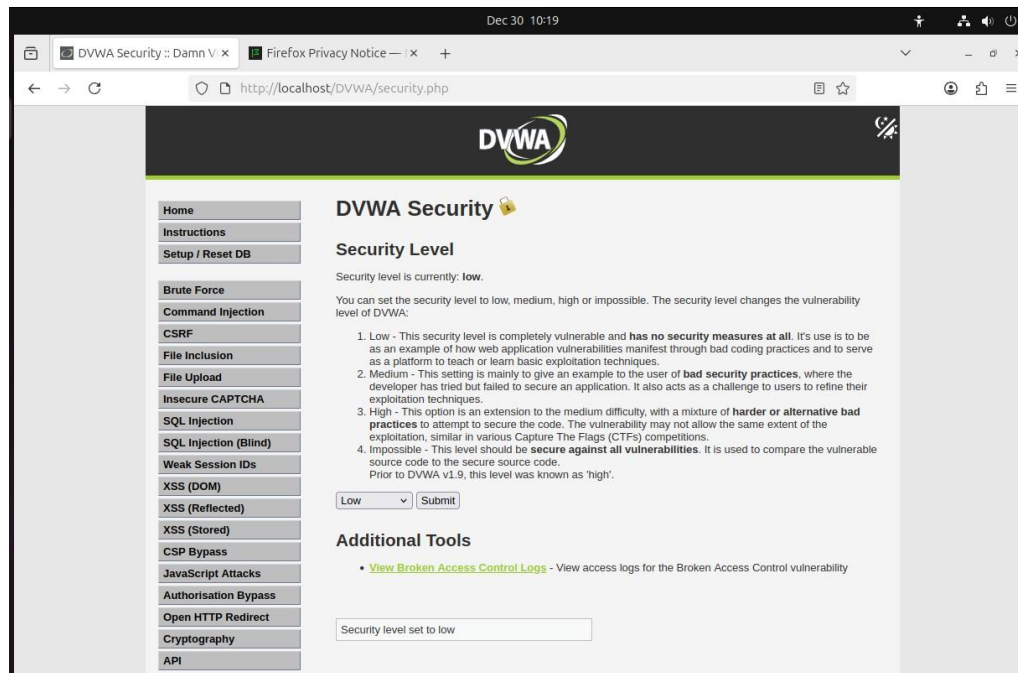 Dec 30 10:19
DVWA Security :: Damn V
Firefox Privacy Notice —
http://localhost/DVWA/security.php
DVWA
Home
Instructions
Setup / Reset DB
Brute Force
Command Injection
CSRF
File Inclusion
File Upload
Insecure CAPTCHA
SQL Injection
SQL Injection (Blind)
Weak Session IDs
XSS (DOM)
XSS (Reflected)
XSS (Stored)
CSP Bypass
JavaScript Attacks
Authorisation Bypass
Open HTTP Redirect
Cryptography
API
DVWA Security
Security Level
Security level is currently: low.
You can set the security level to low, medium, high or impossible. The security level changes the vulnerability
level of DVWA:
1. Low - This security level is completely vulnerable and has no security measures at all. It's use is to be
as an example of how web application vulnerabilities manifest through bad coding practices and to serve
as a platform to teach or learn basic exploitation techniques.
2. Medium - This setting is mainly to give an example to the user of bad security practices, where the
developer has tried but failed to secure an application. It also acts as a challenge to users to refine their
exploitation techniques.
3. High - This option is an extension to the medium difficulty, with a mixture of harder or alternative bad
practices to attempt to secure the code. The vulnerability may not allow the same extent of the
exploitation, similar in various Capture The Flags (CTFs) competitions.
4. Impossible - This level should be secure against all vulnerabilities. It is used to compare the vulnerable
source code to the secure source code.
Prior to DVWA v1.9, this level was known as 'high'.
Low
Submit
Additional Tools
• View Broken Access Control Logs - View access logs for the Broken Access Control vulnerability
Security level set to low